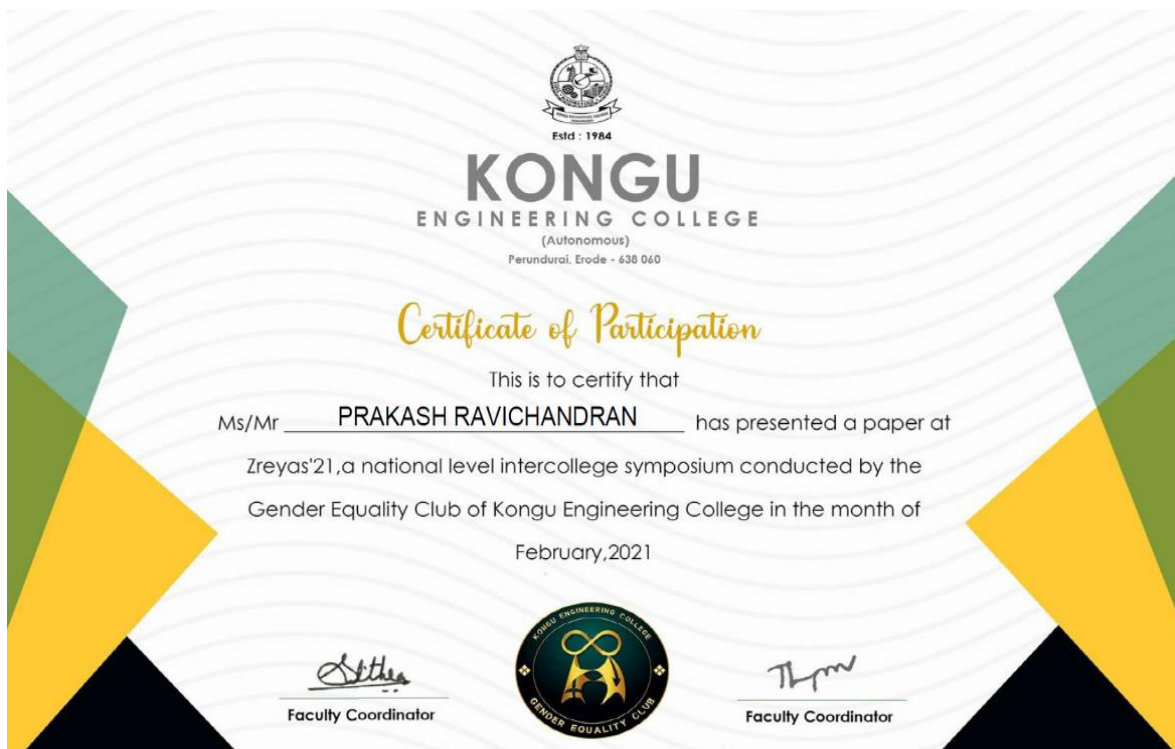 Estd : 1984
KONGU
ENGINEERING COLLEGE
(Autonomous)
Perundurai, Erode - 638 060
Certificate of Participation
This is to certify that
Ms/Mr PRAKASH RAVICHANDRAN has presented a paper at
Zreyas'21,a national level intercollege symposium conducted by the
Gender Equality Club of Kongu Engineering College in the month of
February,2021
KONGU ENGINEERING COLLEGE
GENDER EQUALITY CLUB
Faculty Coordinator
Faculty Coordinator